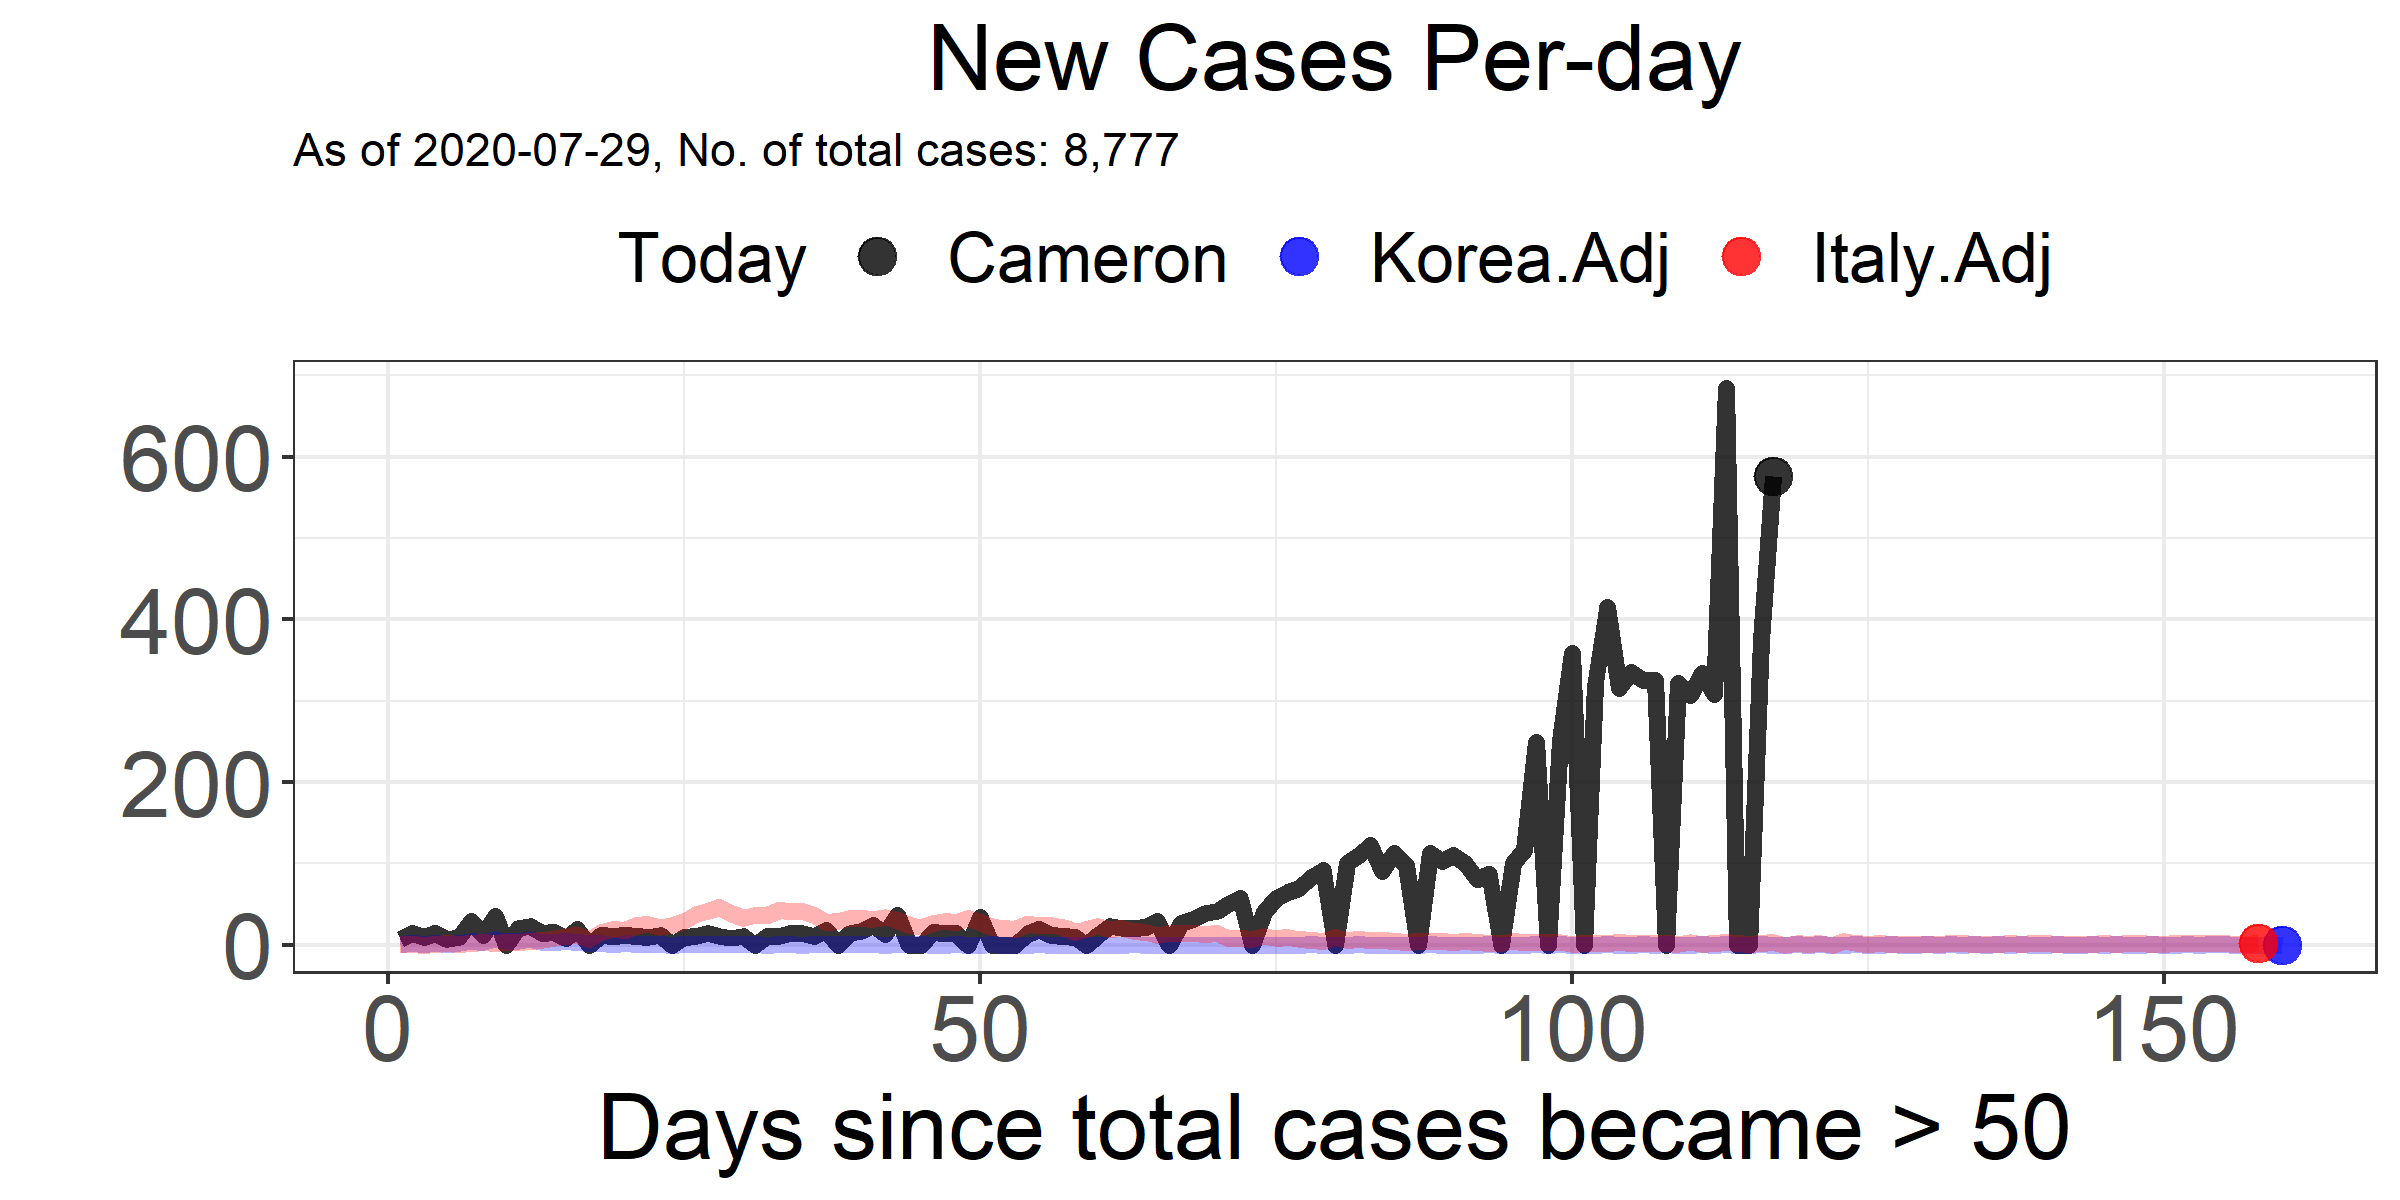 New Cases Per-day
As of 2020-07-29, No. of total cases: 8,777
Today Cameron Korea.Adj Italy.Adj
600
400
200
0
0 50 100 150
Days since total cases became > 50